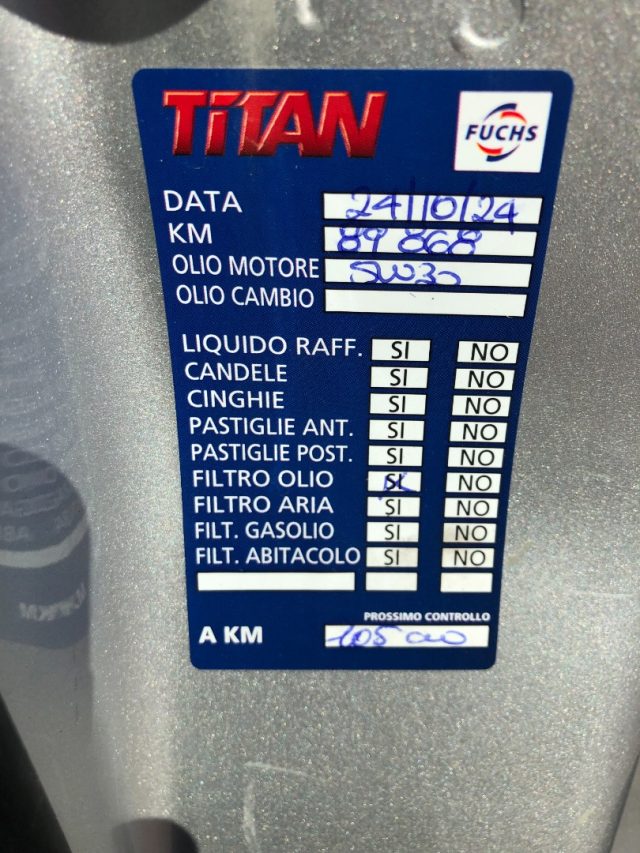 TiTAN
FUCHS
DATA 24/10/24
KM 89 868
OLIO MOTORE 5W30
OLIO CAMBIO
LIQUIDO RAFF. SI NO
CANDELE SI NO
CINGHIE SI NO
PASTIGLIE ANT. SI NO
PASTIGLIE POST. SI NO
FILTRO OLIO SI NO
FILTRO ARIA SI NO
FILT. GASOLIO SI NO
FILT. ABITACOLO SI NO
PROSSIMO CONTROLLO
A KM 105 000